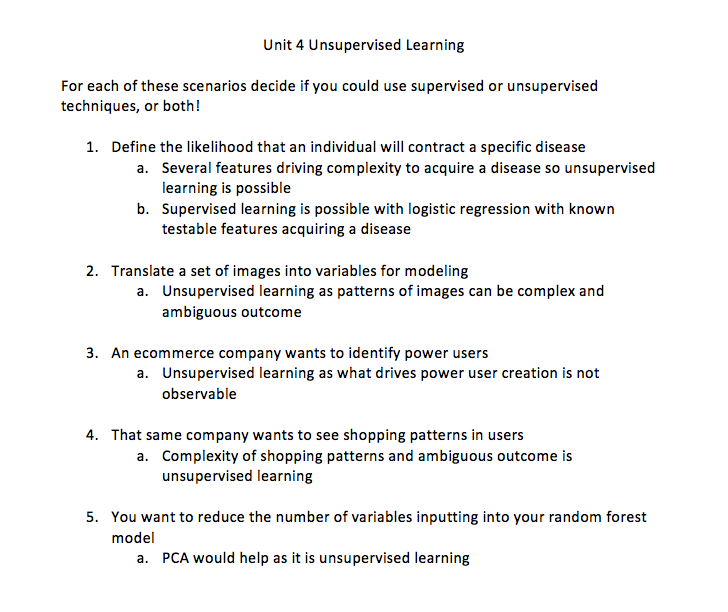 Unit 4 Unsupervised Learning
For each of these scenarios decide if you could use supervised or unsupervised
techniques, or both!
1. Define the likelihood that an individual will contract a specific disease
a. Several features driving complexity to acquire a disease so unsupervised
learning is possible
b. Supervised learning is possible with logistic regression with known
testable features acquiring a disease
2. Translate a set of images into variables for modeling
a. Unsupervised learning as patterns of images can be complex and
ambiguous outcome
3. An ecommerce company wants to identify power users
a. Unsupervised learning as what drives power user creation is not
observable
4. That same company wants to see shopping patterns in users
a. Complexity of shopping patterns and ambiguous outcome is
unsupervised learning
5. You want to reduce the number of variables inputting into your random forest
model
a. PCA would help as it is unsupervised learning